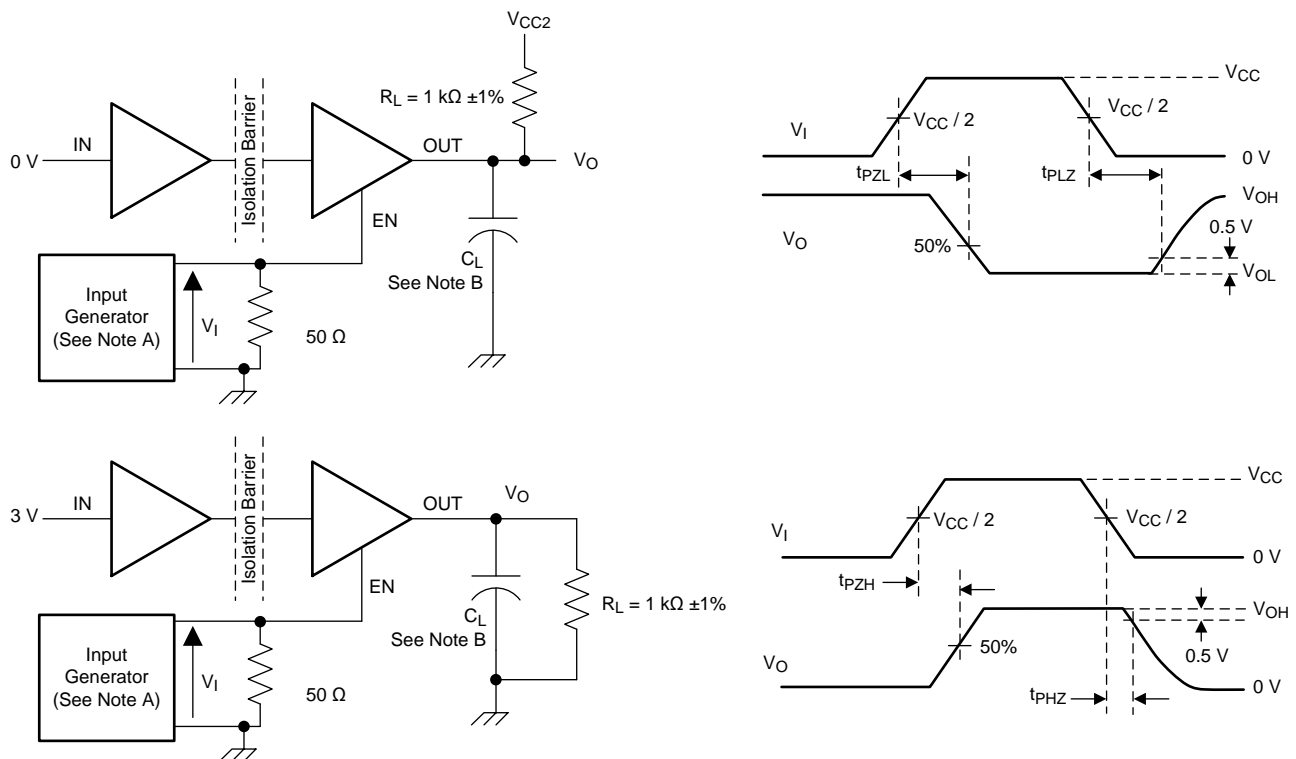 VCC2
RL = 1 kΩ ±1%
IN
Isolation Barrier
OUT
0 V
VO
EN
CL
See Note B
Input
Generator
(See Note A)
VI
50 Ω
VCC
VI
VCC / 2
VCC / 2
0 V
tPZL
tPLZ
VOH
0.5 V
VO
50%
VOL
IN
Isolation Barrier
OUT
VO
3 V
EN
CL
See Note B
RL = 1 kΩ ±1%
Input
Generator
(See Note A)
VI
50 Ω
VCC
VI
VCC / 2
VCC / 2
0 V
tPZH
VOH
0.5 V
50%
VO
tPHZ
0 V